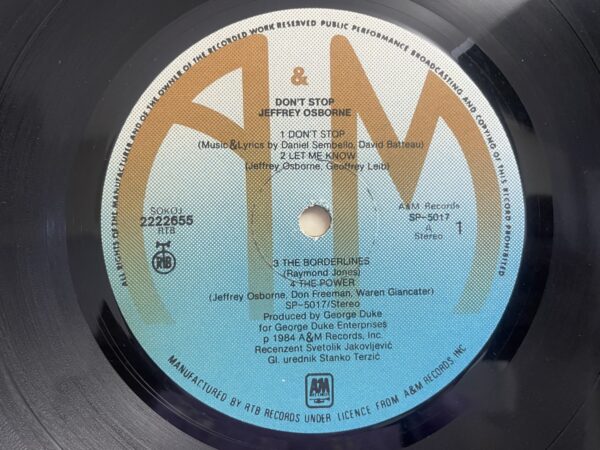 ALL RIGHTS OF THE MANUFACTURER AND OF THE OWNER OF THE RECORDED WORK RESERVED PUBLIC PERFORMANCE BROADCASTING AND COPYING OF THIS RECORD PROHIBITED
A & M
DON'T STOP
JEFFREY OSBORNE
1 DON'T STOP
(Music & Lyrics by Daniel Sembello, David Batteau)
2 LET ME KNOW
(Jeffrey Osborne, Geoffrey Leib)
SOKOJ
2222655
RTB
RTB
A&M Records
SP-5017
A
Stereo
1
3 THE BORDERLINES
(Raymond Jones)
4 THE POWER
(Jeffrey Osborne, Don Freeman, Waren Giancater)
SP-5017/Stereo
Produced by George Duke
for George Duke Enterprises
p 1984 A&M Records, Inc.
Recenzent Svetolik Jakovljević
Gl. urednik Stanko Terzić
A&M
RECORDS
MANUFACTURED BY RTB RECORDS UNDER LICENCE FROM A&M RECORDS INC